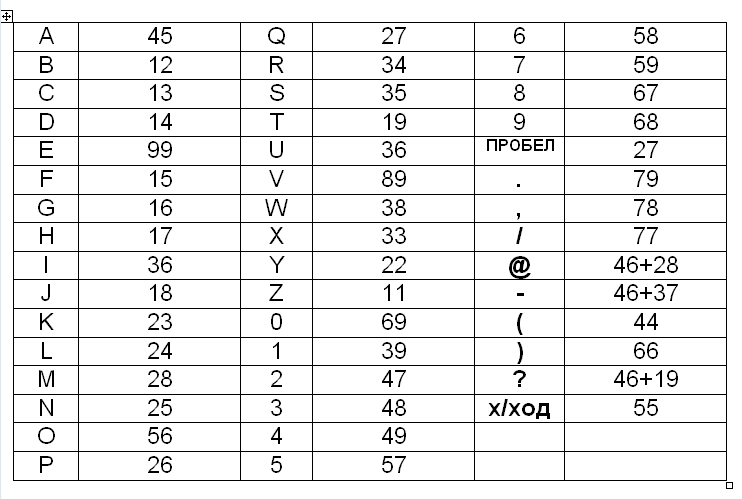 A 45 Q 27 6 58
B 12 R 34 7 59
C 13 S 35 8 67
D 14 T 19 9 68
E 99 U 36 ПРОБЕЛ 27
F 15 V 89 . 79
G 16 W 38 , 78
H 17 X 33 / 77
I 36 Y 22 @ 46+28
J 18 Z 11 - 46+37
K 23 0 69 ( 44
L 24 1 39 ) 66
M 28 2 47 ? 46+19
N 25 3 48 х/ход 55
O 56 4 49
P 26 5 57